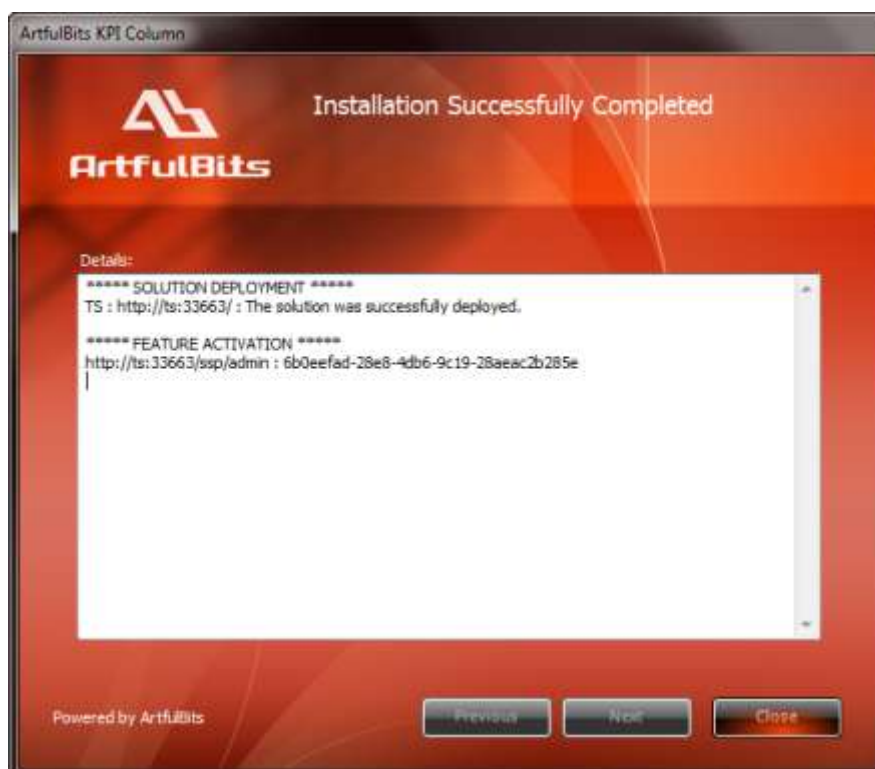 ArtfulBits KPI Column
Installation Successfully Completed
ArtfulBits
Details:
***** SOLUTION DEPLOYMENT *****
TS : http://ts:33663/ : The solution was successfully deployed.
***** FEATURE ACTIVATION *****
http://ts:33663/ssp/admin : 6b0eefad-28e8-4db6-9c19-28aeac2b285e
Powered by ArtfulBits
Previous
Next
Close